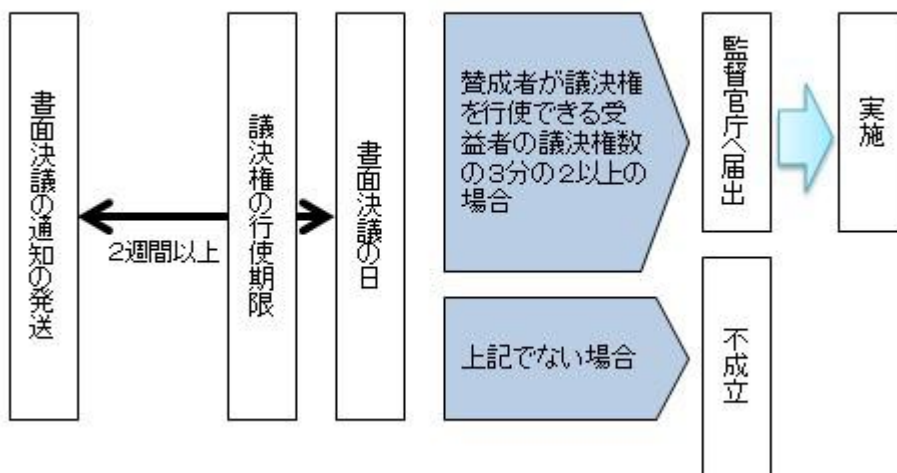 書面決議の通知の発送
2週間以上
議決権の行使期限
書面決議の日
賛成者が議決権
を行使できる受
益者の議決権数
の3分の2以上の
場合
監督官庁へ届出
実施
上記でない場合
不成立